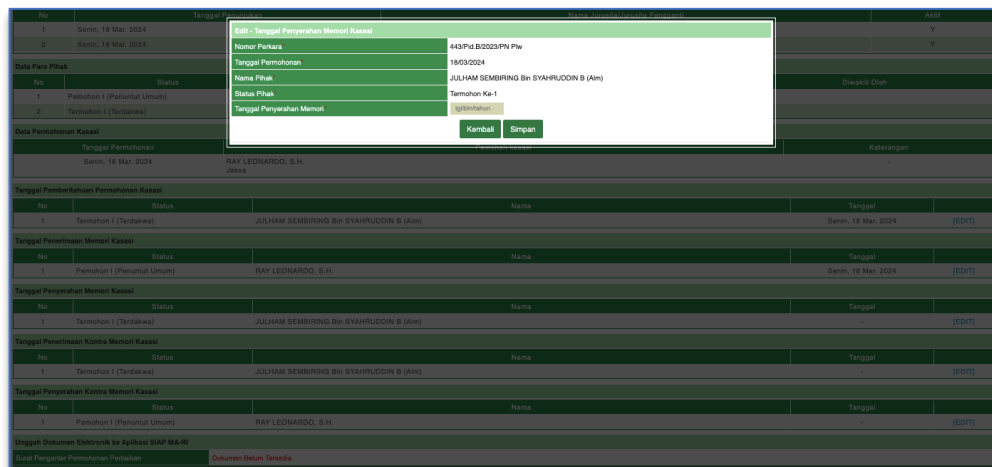 No Tanggal Penunjukan Nama Jurusita/Jurusita Pengganti Aktif
1 Senin, 18 Mar. 2024 Y
2 Senin, 18 Mar. 2024 Y
Edit - Tanggal Penyerahan Memori Kasasi
Nomor Perkara* 443/Pid.B/2023/PN Plw
Tanggal Permohonan* 18/03/2024
Nama Pihak* JULHAM SEMBIRING Bin SYAHRUDDIN B (Alm)
Status Pihak* Termohon Ke-1
Tanggal Penyerahan Memori* tgl/bln/tahun
Kembali Simpan
Data Para Pihak
No Status Diwakili Oleh
1 Pemohon I (Penuntut Umum)
2 Termohon I (Terdakwa)
Data Permohonan Kasasi
Tanggal Permohonan Pemohon Kasasi Keterangan
Senin, 18 Mar. 2024 RAY LEONARDO, S.H. -
Jaksa
Tanggal Pemberitahuan Permohonan Kasasi
No Status Nama Tanggal
1 Termohon I (Terdakwa) JULHAM SEMBIRING Bin SYAHRUDDIN B (Alm) Senin, 18 Mar. 2024 [EDIT]
Tanggal Penerimaan Memori Kasasi
No Status Nama Tanggal
1 Pemohon I (Penuntut Umum) RAY LEONARDO, S.H. Senin, 18 Mar. 2024 [EDIT]
Tanggal Penyerahan Memori Kasasi
No Status Nama Tanggal
1 Termohon I (Terdakwa) JULHAM SEMBIRING Bin SYAHRUDDIN B (Alm) - [EDIT]
Tanggal Penerimaan Kontra Memori Kasasi
No Status Nama Tanggal
1 Termohon I (Terdakwa) JULHAM SEMBIRING Bin SYAHRUDDIN B (Alm) - [EDIT]
Tanggal Penyerahan Kontra Memori Kasasi
No Status Nama Tanggal
1 Pemohon I (Penuntut Umum) RAY LEONARDO, S.H. - [EDIT]
Unggah Dokumen Elektronik ke Aplikasi SIAP MA-RI
Surat Pengantar Permohonan Perbaikan Dokumen Belum Tersedia